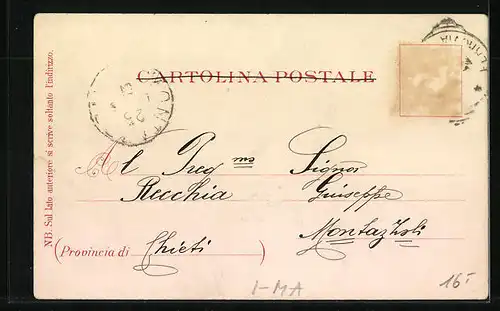 CARTOLINA POSTALE
Al Preg mo Signor
Recchia Giuseppe
Montazzoli
(Provincia di Chieti)
NB. Sul lato anteriore si scrive soltanto l'indirizzo.
I-MA
16-